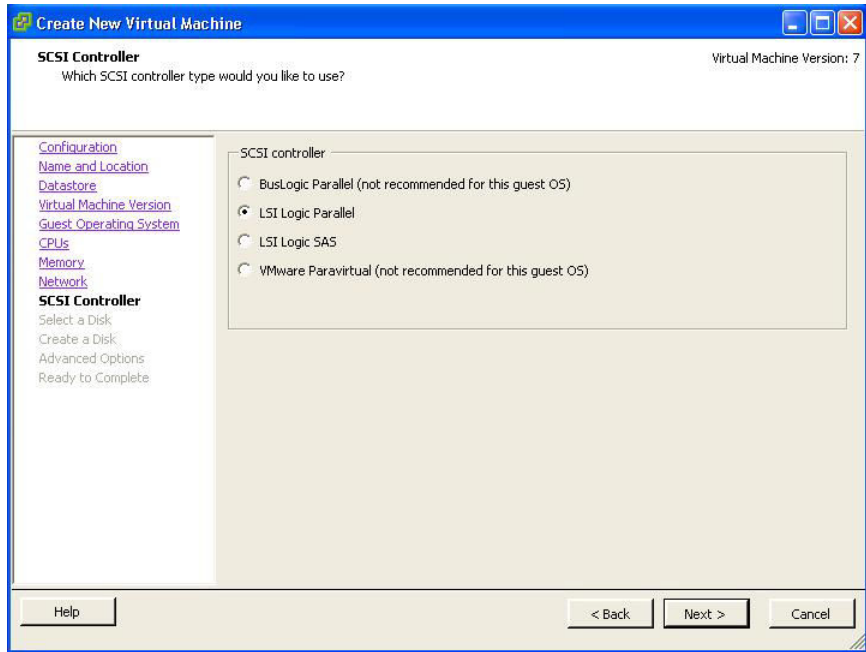 Create New Virtual Machine
SCSI Controller
Which SCSI controller type would you like to use?
Virtual Machine Version: 7
Configuration
Name and Location
Datastore
Virtual Machine Version
Guest Operating System
CPUs
Memory
Network
SCSI Controller
Select a Disk
Create a Disk
Advanced Options
Ready to Complete
SCSI controller
BusLogic Parallel (not recommended for this guest OS)
LSI Logic Parallel
LSI Logic SAS
VMware Paravirtual (not recommended for this guest OS)
Help
< Back
Next >
Cancel